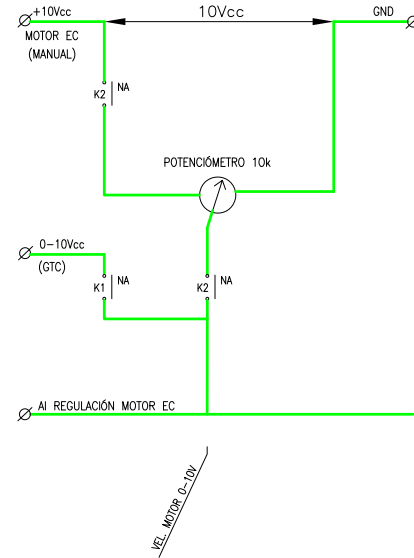 +10Vcc
10Vcc
GND
MOTOR EC
(MANUAL)
K2
NA
POTENCIÓMETRO 10k
0-10Vcc
(GTC)
K1
NA
K2
NA
AI REGULACIÓN MOTOR EC
VEL. MOTOR 0-10V